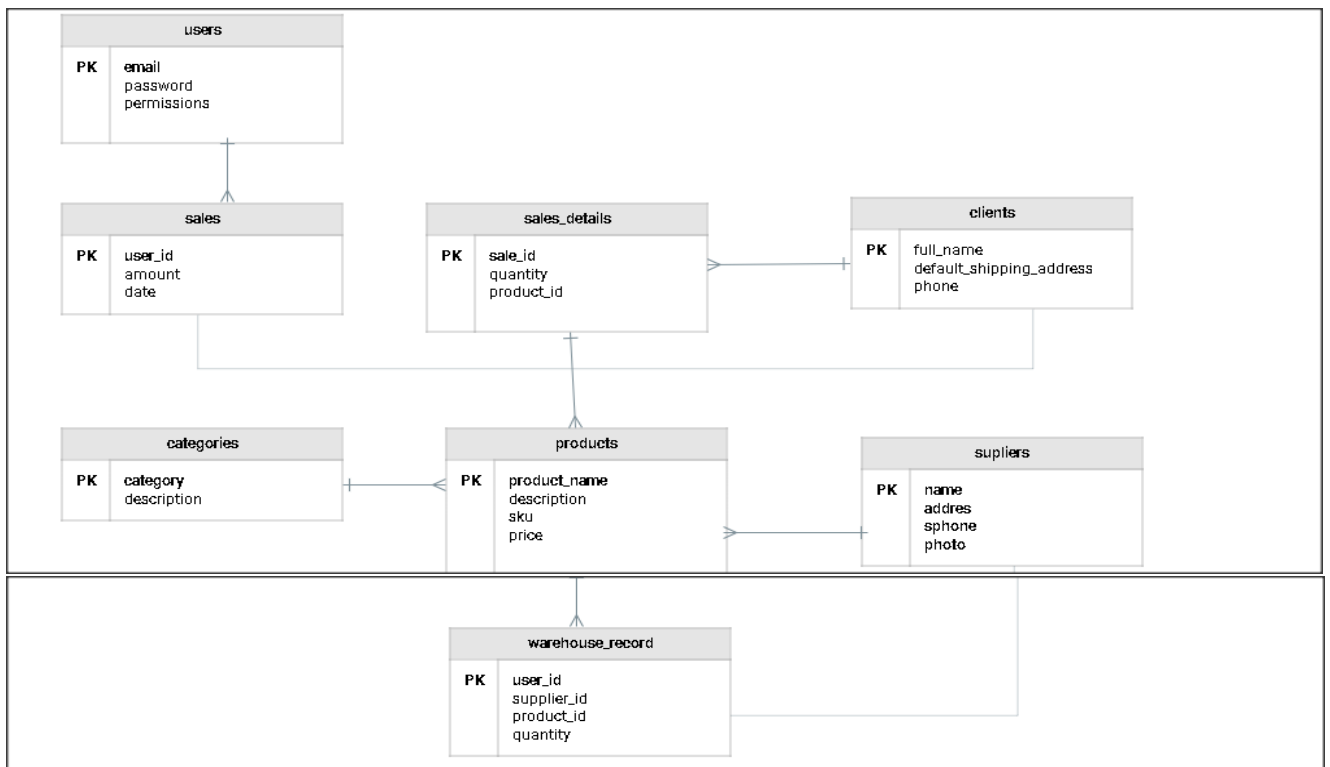 users
PK email
password
permissions
sales
PK user_id
amount
date
sales_details
PK sale_id
quantity
product_id
clients
PK full_name
default_shipping_address
phone
categories
PK category
description
products
PK product_name
description
sku
price
supliers
PK name
addres
sphone
photo
warehouse_record
PK user_id
supplier_id
product_id
quantity